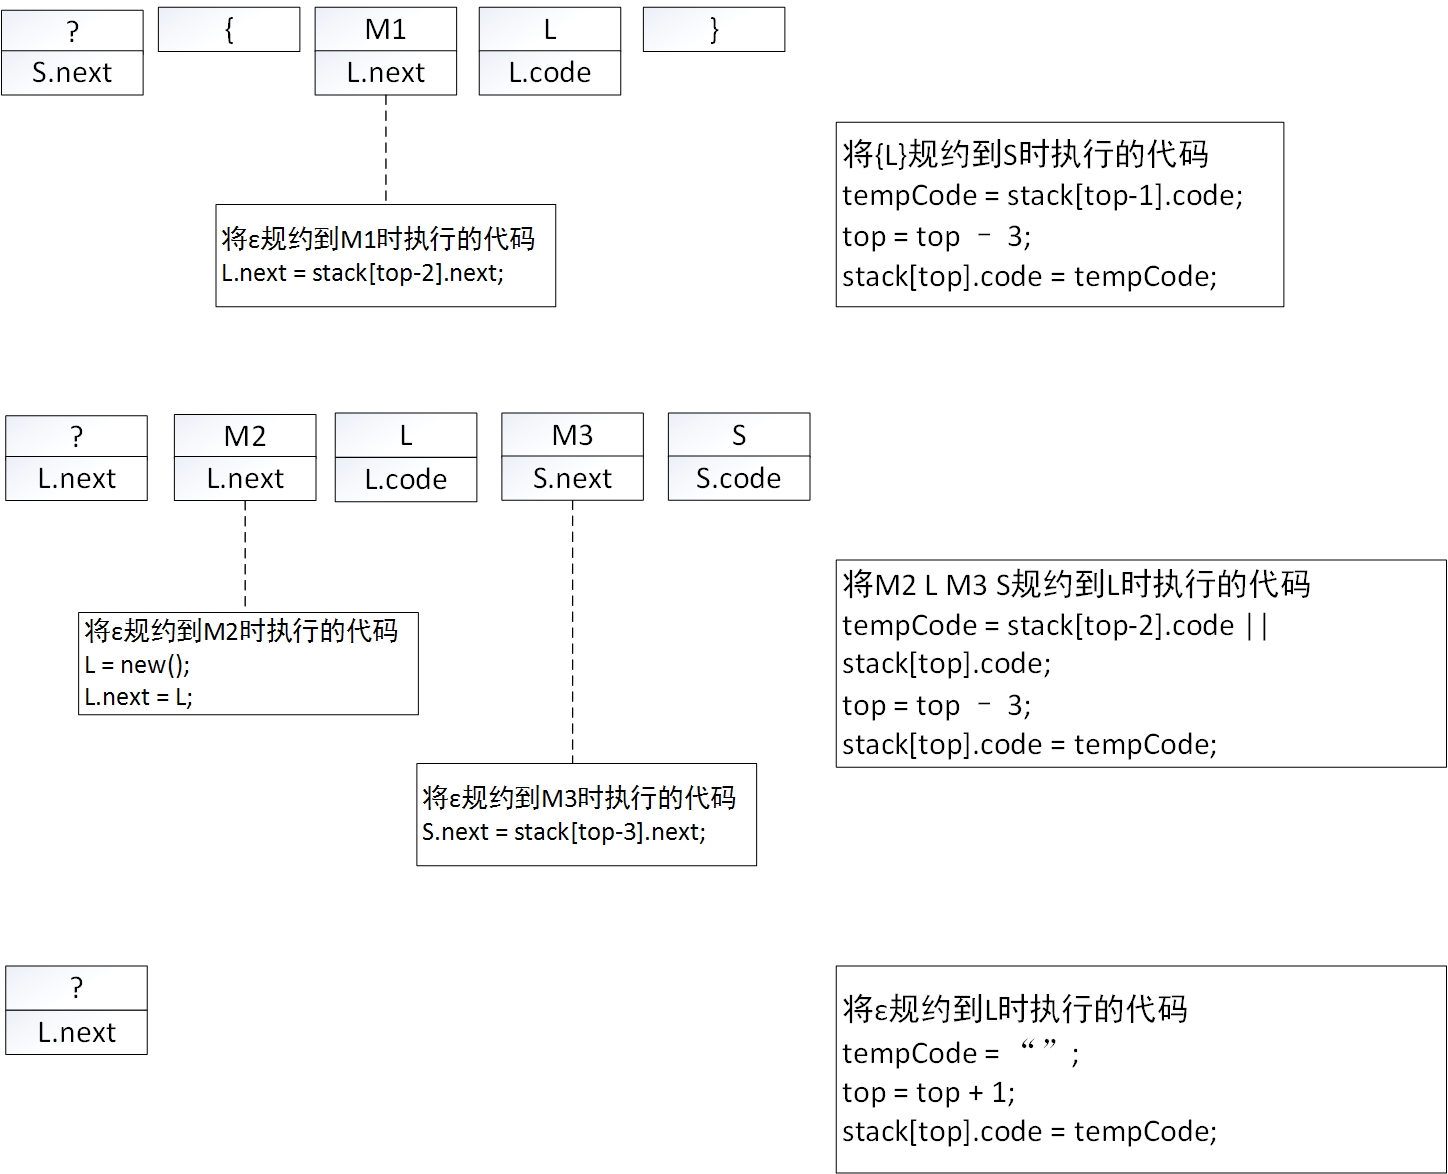 ?
S.next
{
M1
L.next
L
L.code
}
将ε规约到M1时执行的代码
L.next = stack[top-2].next;
将{L}规约到S时执行的代码
tempCode = stack[top-1].code;
top = top – 3;
stack[top].code = tempCode;
?
L.next
M2
L.next
L
L.code
M3
S.next
S
S.code
将ε规约到M2时执行的代码
L = new();
L.next = L;
将ε规约到M3时执行的代码
S.next = stack[top-3].next;
将M2 L M3 S规约到L时执行的代码
tempCode = stack[top-2].code ||
stack[top].code;
top = top – 3;
stack[top].code = tempCode;
?
L.next
将ε规约到L时执行的代码
tempCode = “”;
top = top + 1;
stack[top].code = tempCode;